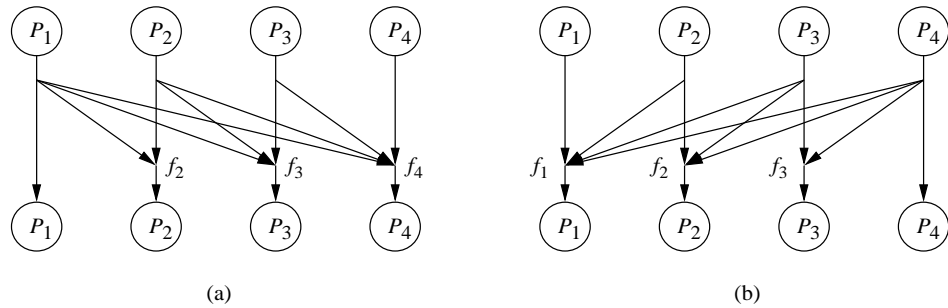 P1 P2 P3 P4 P1 P2 P3 P4
f2 f3 f4 f1 f2 f3
P1 P2 P3 P4 P1 P2 P3 P4
(a) (b)